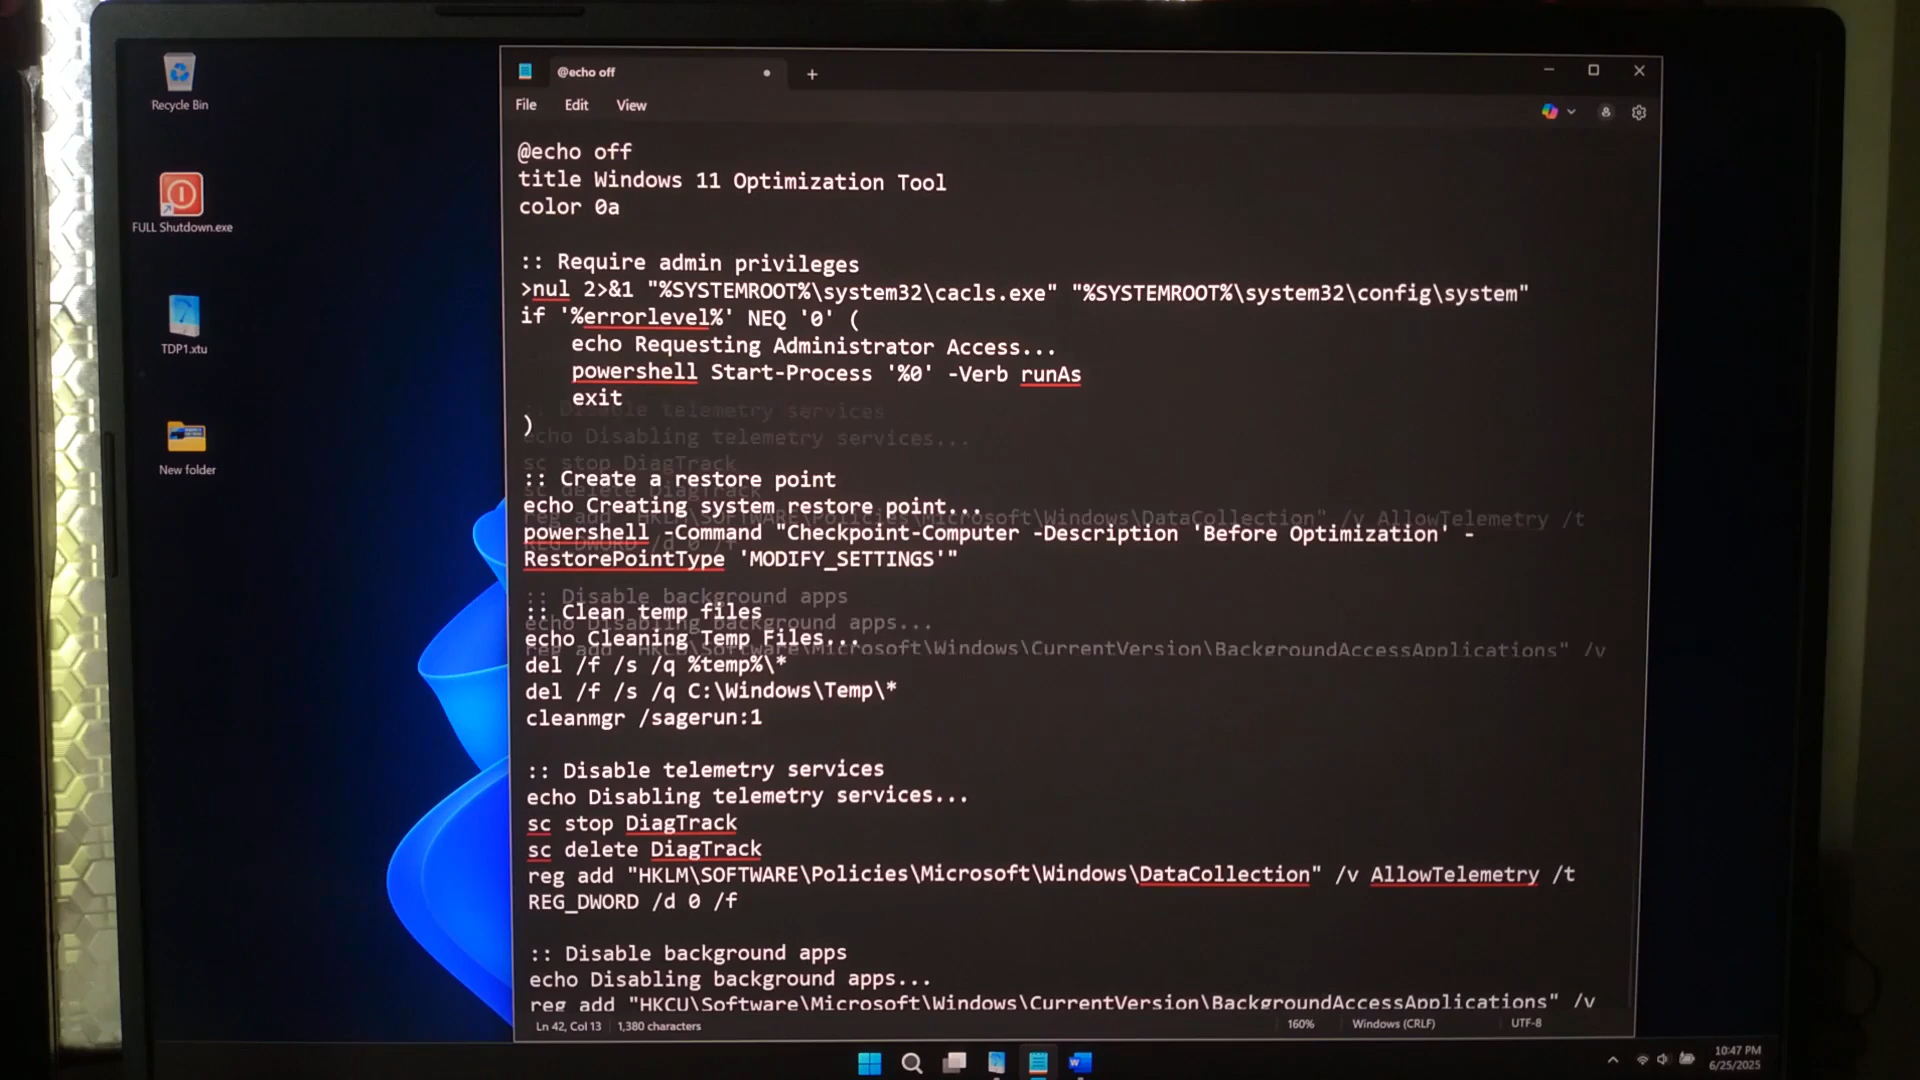 Recycle Bin
FULL Shutdown.exe
TDP1.xtu
New folder
@echo off
File Edit View
@echo off
title Windows 11 Optimization Tool
color 0a
:: Require admin privileges
>nul 2>&1 "%SYSTEMROOT%\system32\cacls.exe" "%SYSTEMROOT%\system32\config\system"
if '%errorlevel%' NEQ '0' (
echo Requesting Administrator Access...
powershell Start-Process '%0' -Verb runAs
exit
)
:: Create a restore point
echo Creating system restore point...
powershell -Command "Checkpoint-Computer -Description 'Before Optimization' -
RestorePointType 'MODIFY_SETTINGS'"
:: Clean temp files
echo Cleaning Temp Files...
del /f /s /q %temp%\*
del /f /s /q C:\Windows\Temp\*
cleanmgr /sagerun:1
:: Disable telemetry services
echo Disabling telemetry services...
sc stop DiagTrack
sc delete DiagTrack
reg add "HKLM\SOFTWARE\Policies\Microsoft\Windows\DataCollection" /v AllowTelemetry /t
REG_DWORD /d 0 /f
:: Disable background apps
echo Disabling background apps...
reg add "HKCU\Software\Microsoft\Windows\CurrentVersion\BackgroundAccessApplications" /v
Ln 42, Col 13 1,380 characters 160% Windows (CRLF) UTF-8
10:47 PM
6/25/2025